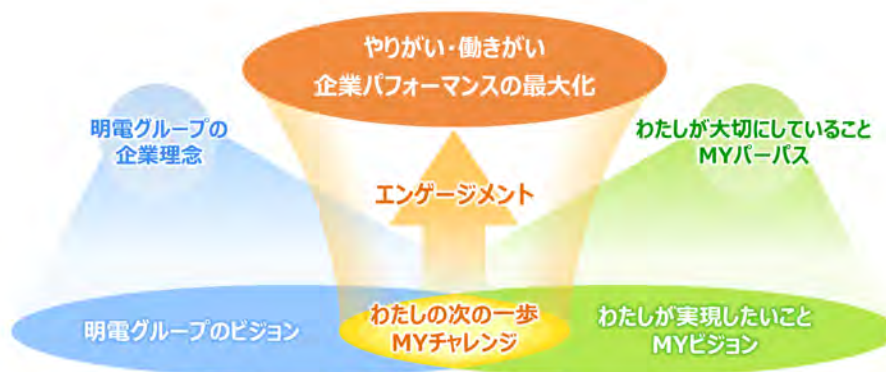 やりがい・働きがい
企業パフォーマンスの最大化
明電グループの
企業理念
わたしが大切にしていること
MYパーパス
エンゲージメント
明電グループのビジョン
わたしの次の一歩
MYチャレンジ
わたしが実現したいこと
MYビジョン